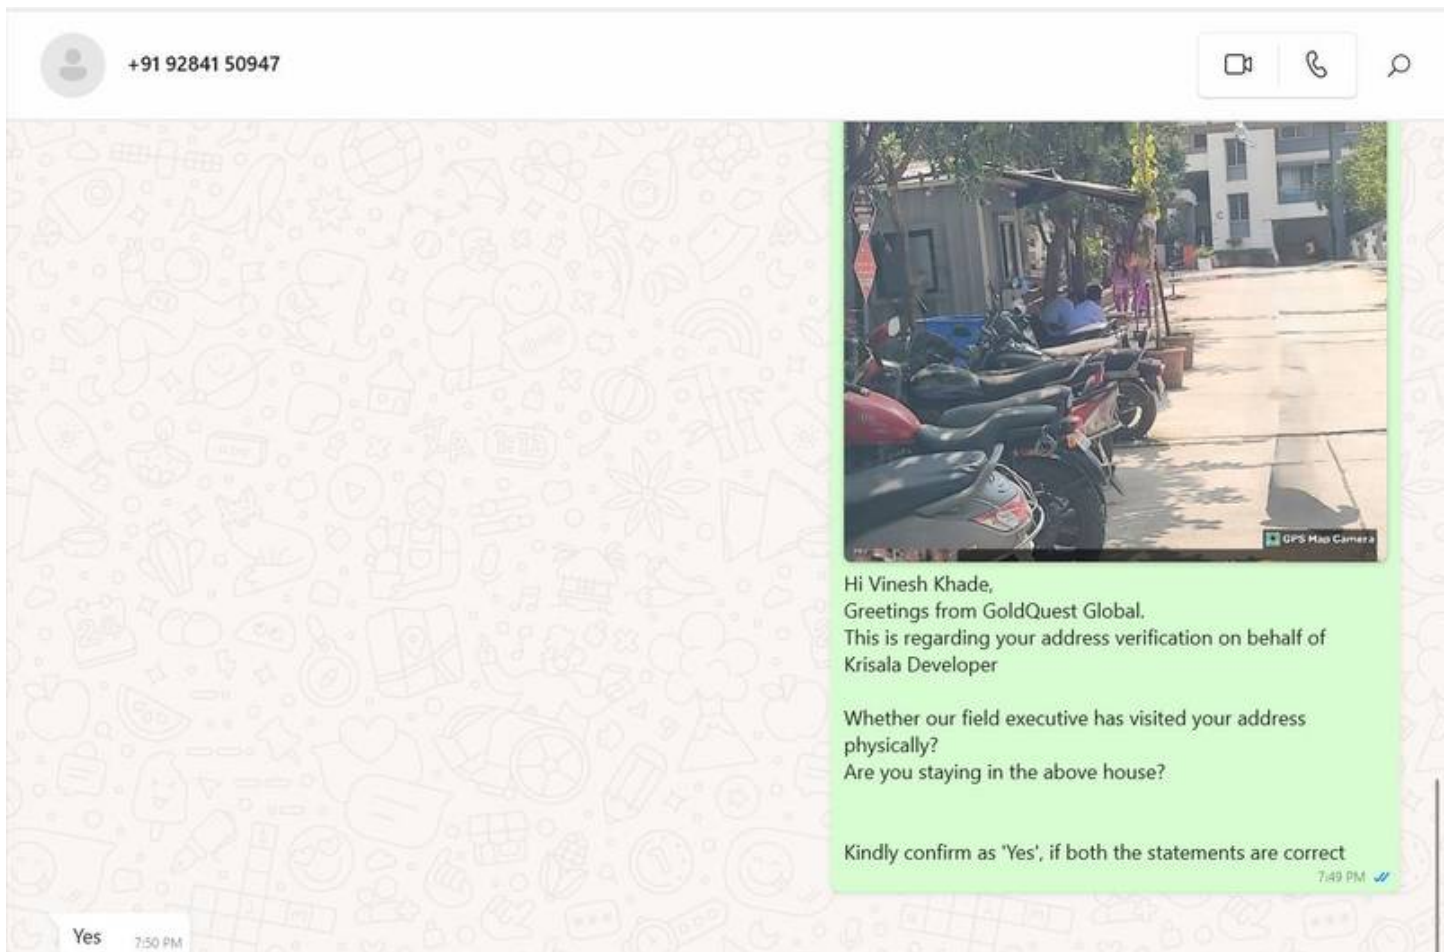 +91 92841 50947
C
GPS Map Camera
Hi Vinesh Khade,
Greetings from GoldQuest Global.
This is regarding your address verification on behalf of
Krisala Developer
Whether our field executive has visited your address
physically?
Are you staying in the above house?
Kindly confirm as 'Yes', if both the statements are correct
7:49 PM
Yes 7:50 PM